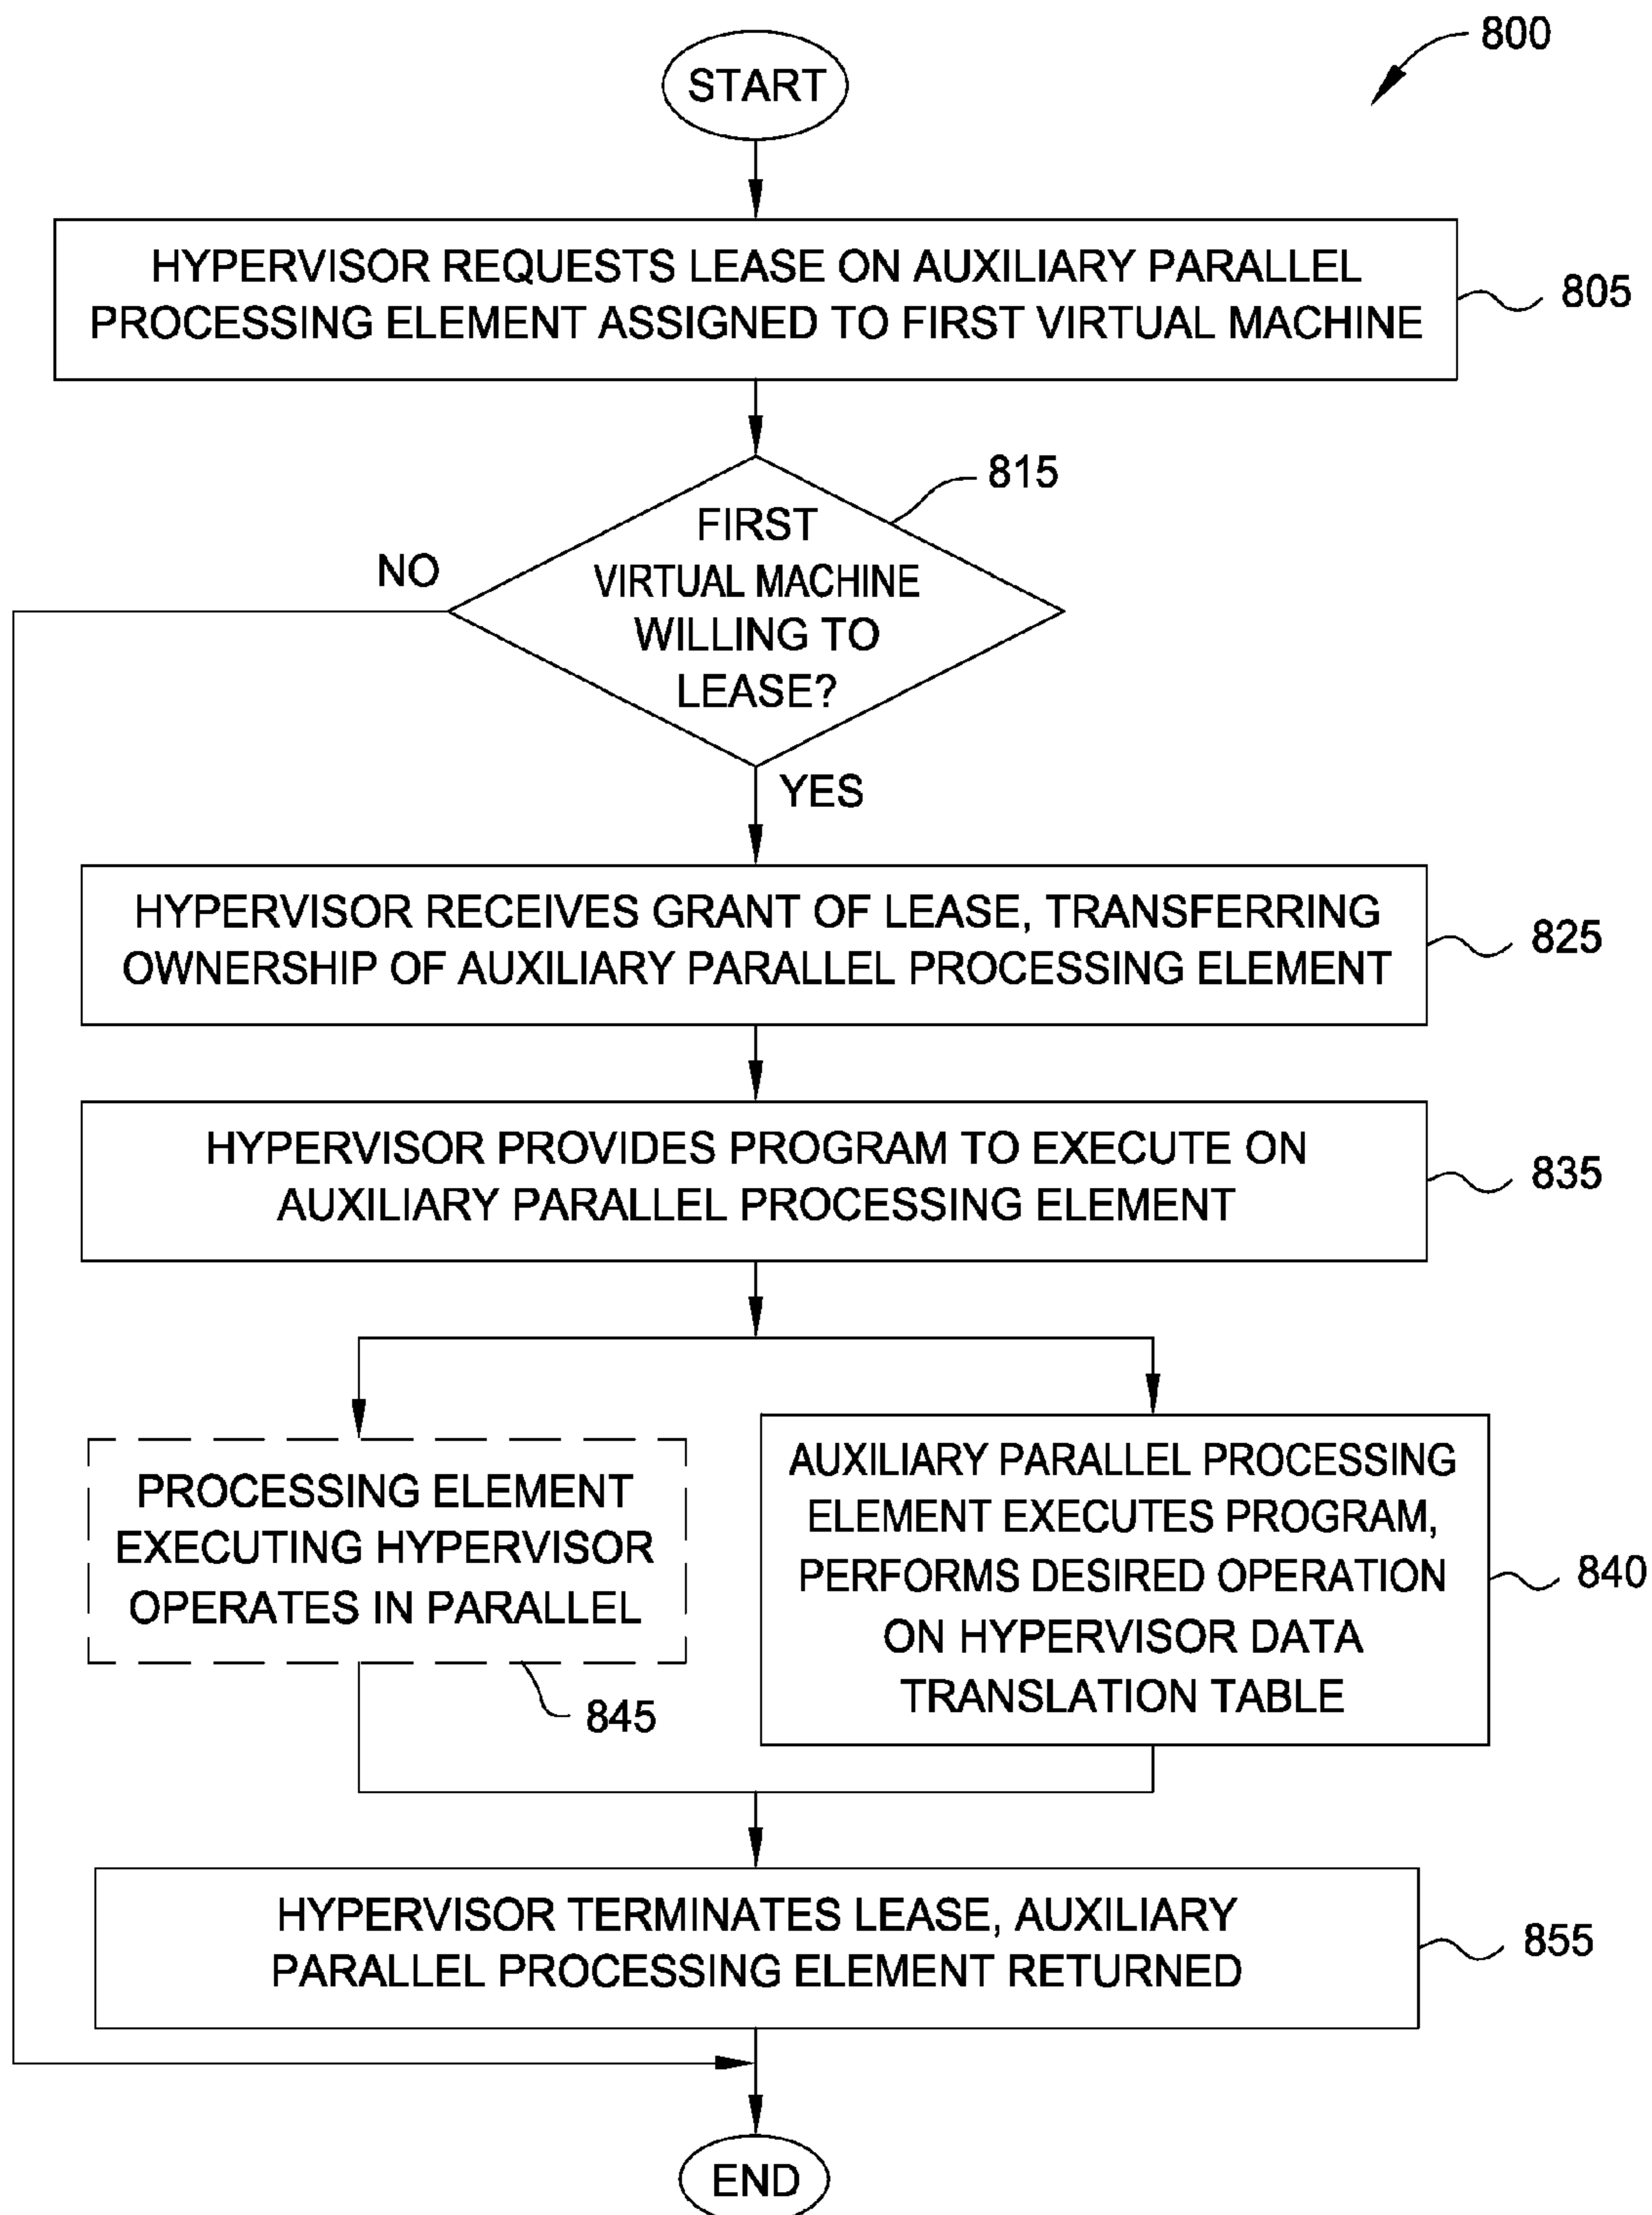 800
START
HYPERVISOR REQUESTS LEASE ON AUXILIARY PARALLEL
PROCESSING ELEMENT ASSIGNED TO FIRST VIRTUAL MACHINE
805
815
FIRST
VIRTUAL MACHINE
WILLING TO
LEASE?
NO
YES
HYPERVISOR RECEIVES GRANT OF LEASE, TRANSFERRING
OWNERSHIP OF AUXILIARY PARALLEL PROCESSING ELEMENT
825
HYPERVISOR PROVIDES PROGRAM TO EXECUTE ON
AUXILIARY PARALLEL PROCESSING ELEMENT
835
PROCESSING ELEMENT
EXECUTING HYPERVISOR
OPERATES IN PARALLEL
845
AUXILIARY PARALLEL PROCESSING
ELEMENT EXECUTES PROGRAM,
PERFORMS DESIRED OPERATION
ON HYPERVISOR DATA
TRANSLATION TABLE
840
HYPERVISOR TERMINATES LEASE, AUXILIARY
PARALLEL PROCESSING ELEMENT RETURNED
855
END